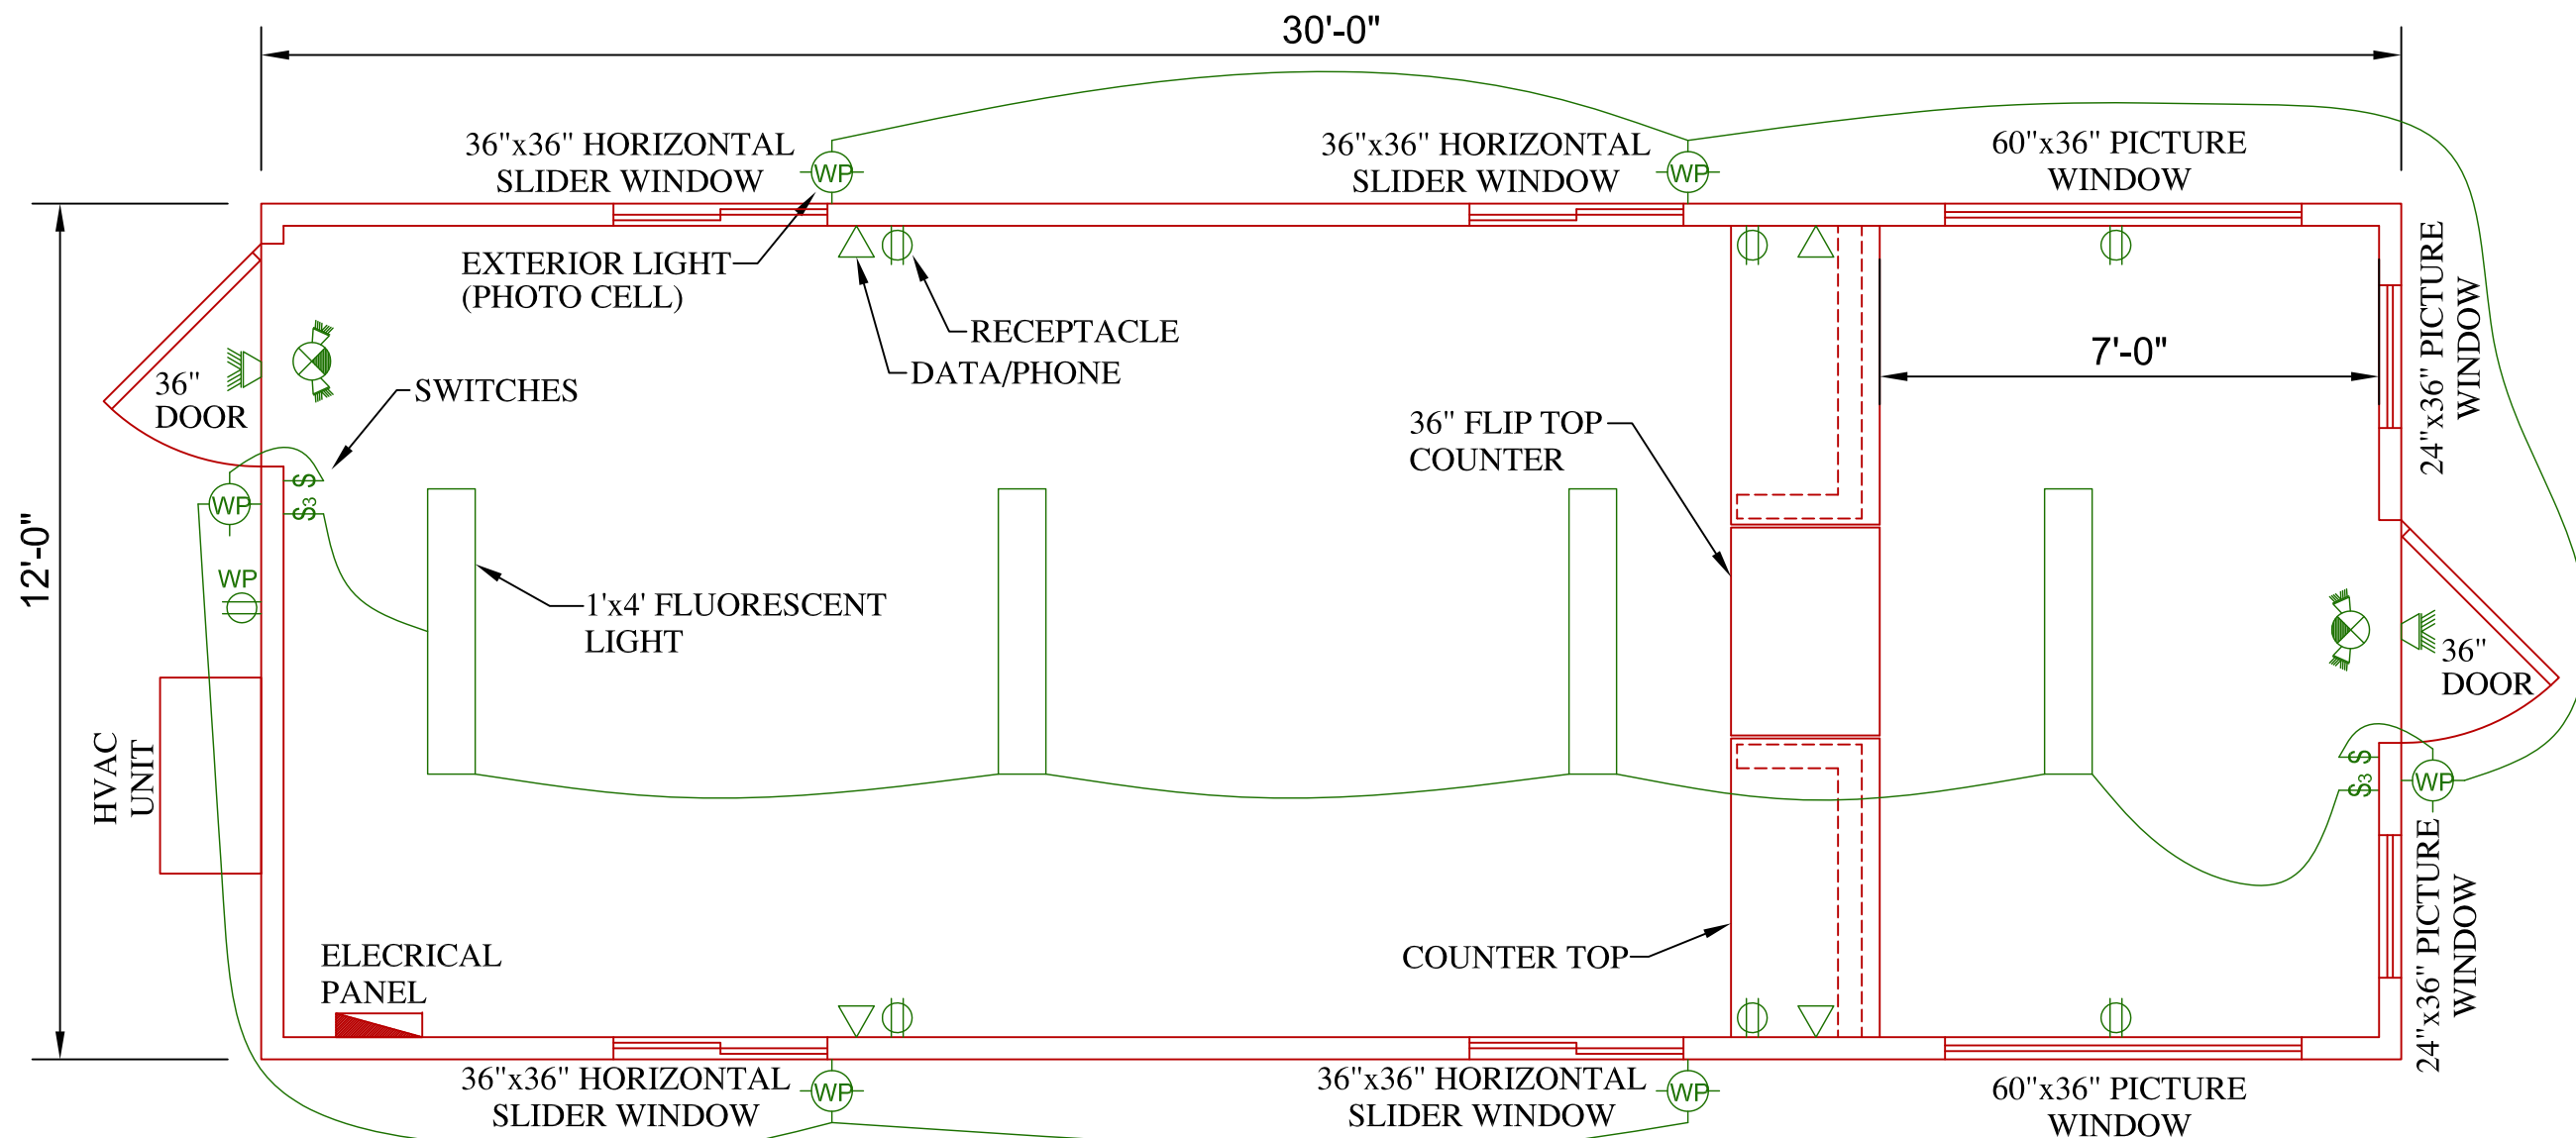 30'-0"
36"x36" HORIZONTAL
SLIDER WINDOW
WP
36"x36" HORIZONTAL
SLIDER WINDOW
WP
60"x36" PICTURE
WINDOW
EXTERIOR LIGHT
(PHOTO CELL)
RECEPTACLE
DATA/PHONE
24"x36" PICTURE
WINDOW
7'-0"
36"
DOOR
SWITCHES
36" FLIP TOP
COUNTER
$
$3
WP
12'-0"
WP
1'x4' FLUORESCENT
LIGHT
36"
DOOR
HVAC
UNIT
$
$3
WP
ELECRICAL
PANEL
COUNTER TOP
24"x36" PICTURE
WINDOW
36"x36" HORIZONTAL
SLIDER WINDOW
WP
36"x36" HORIZONTAL
SLIDER WINDOW
WP
60"x36" PICTURE
WINDOW